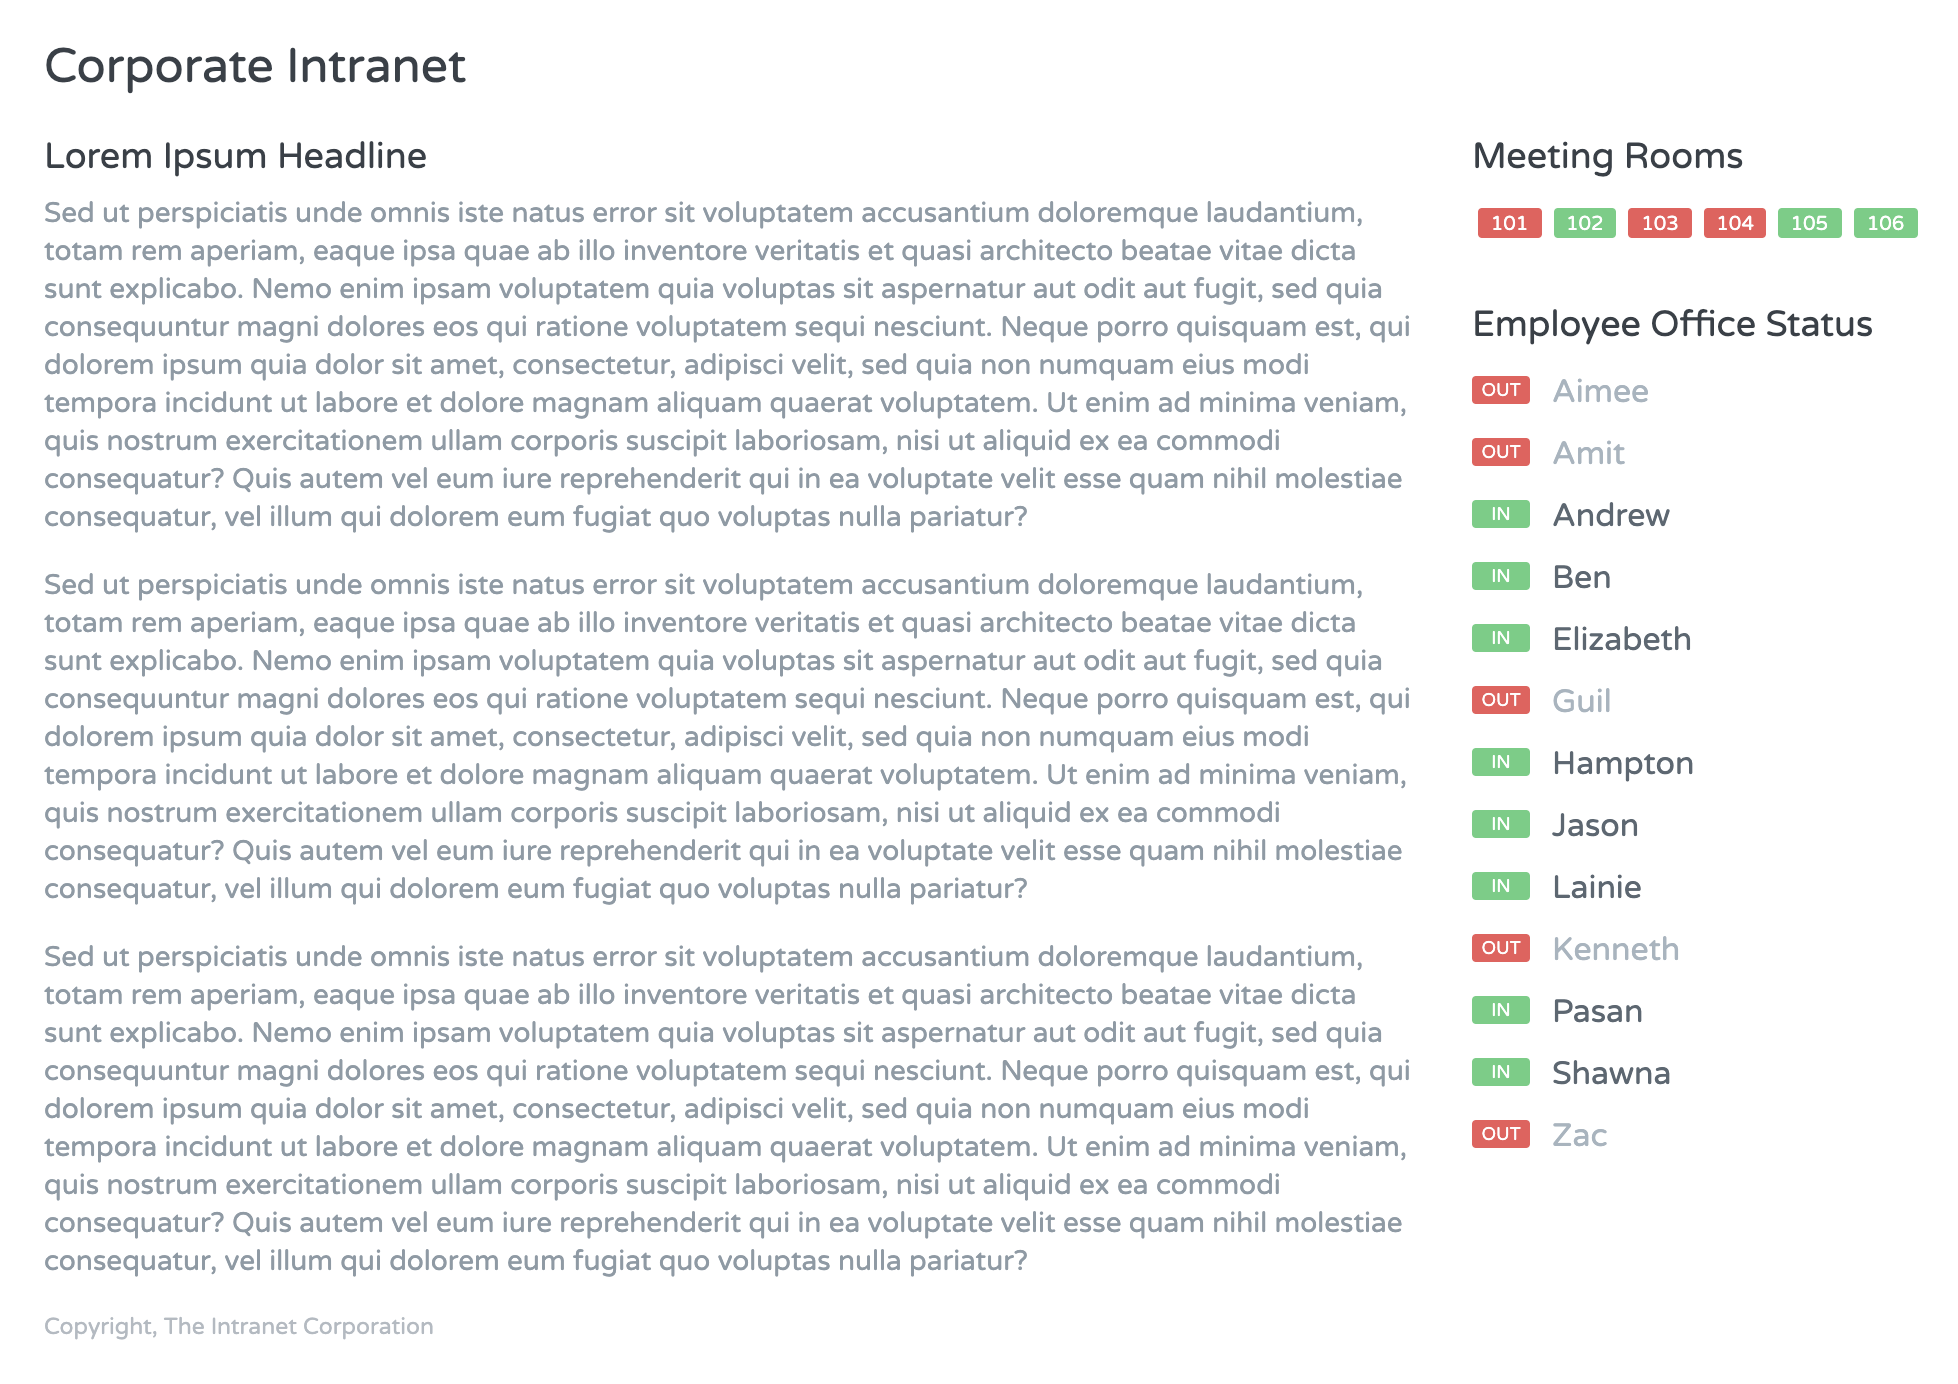 Corporate Intranet
Lorem Ipsum Headline
Sed ut perspiciatis unde omnis iste natus error sit voluptatem accusantium doloremque laudantium,
totam rem aperiam, eaque ipsa quae ab illo inventore veritatis et quasi architecto beatae vitae dicta
sunt explicabo. Nemo enim ipsam voluptatem quia voluptas sit aspernatur aut odit aut fugit, sed quia
consequuntur magni dolores eos qui ratione voluptatem sequi nesciunt. Neque porro quisquam est, qui
dolorem ipsum quia dolor sit amet, consectetur, adipisci velit, sed quia non numquam eius modi
tempora incidunt ut labore et dolore magnam aliquam quaerat voluptatem. Ut enim ad minima veniam,
quis nostrum exercitationem ullam corporis suscipit laboriosam, nisi ut aliquid ex ea commodi
consequatur? Quis autem vel eum iure reprehenderit qui in ea voluptate velit esse quam nihil molestiae
consequatur, vel illum qui dolorem eum fugiat quo voluptas nulla pariatur?
Sed ut perspiciatis unde omnis iste natus error sit voluptatem accusantium doloremque laudantium,
totam rem aperiam, eaque ipsa quae ab illo inventore veritatis et quasi architecto beatae vitae dicta
sunt explicabo. Nemo enim ipsam voluptatem quia voluptas sit aspernatur aut odit aut fugit, sed quia
consequuntur magni dolores eos qui ratione voluptatem sequi nesciunt. Neque porro quisquam est, qui
dolorem ipsum quia dolor sit amet, consectetur, adipisci velit, sed quia non numquam eius modi
tempora incidunt ut labore et dolore magnam aliquam quaerat voluptatem. Ut enim ad minima veniam,
quis nostrum exercitationem ullam corporis suscipit laboriosam, nisi ut aliquid ex ea commodi
consequatur? Quis autem vel eum iure reprehenderit qui in ea voluptate velit esse quam nihil molestiae
consequatur, vel illum qui dolorem eum fugiat quo voluptas nulla pariatur?
Sed ut perspiciatis unde omnis iste natus error sit voluptatem accusantium doloremque laudantium,
totam rem aperiam, eaque ipsa quae ab illo inventore veritatis et quasi architecto beatae vitae dicta
sunt explicabo. Nemo enim ipsam voluptatem quia voluptas sit aspernatur aut odit aut fugit, sed quia
consequuntur magni dolores eos qui ratione voluptatem sequi nesciunt. Neque porro quisquam est, qui
dolorem ipsum quia dolor sit amet, consectetur, adipisci velit, sed quia non numquam eius modi
tempora incidunt ut labore et dolore magnam aliquam quaerat voluptatem. Ut enim ad minima veniam,
quis nostrum exercitationem ullam corporis suscipit laboriosam, nisi ut aliquid ex ea commodi
consequatur? Quis autem vel eum iure reprehenderit qui in ea voluptate velit esse quam nihil molestiae
consequatur, vel illum qui dolorem eum fugiat quo voluptas nulla pariatur?
Meeting Rooms
101 102 103 104 105 106
Employee Office Status
OUT Aimee
OUT Amit
IN Andrew
IN Ben
IN Elizabeth
OUT Guil
IN Hampton
IN Jason
IN Lainie
OUT Kenneth
IN Pasan
IN Shawna
OUT Zac
Copyright, The Intranet Corporation